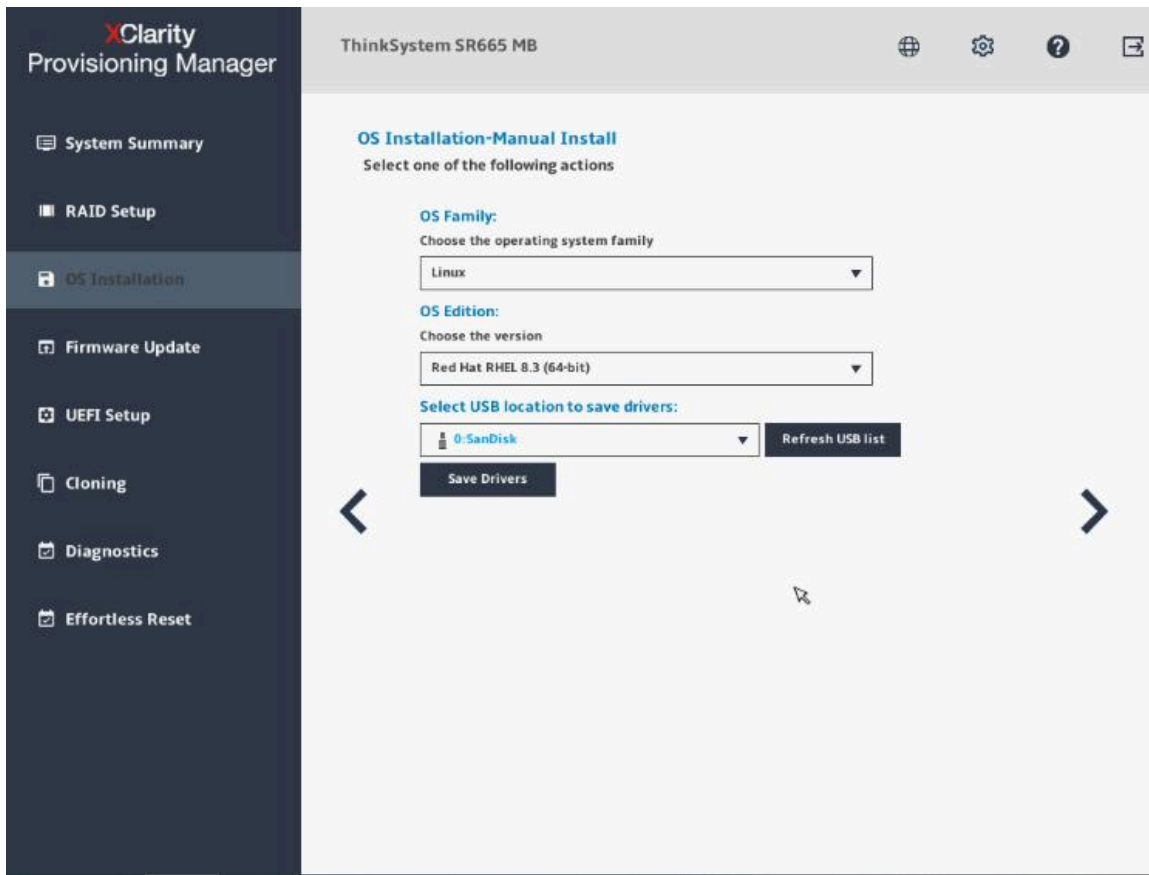 XClarity
Provisioning Manager
ThinkSystem SR665 MB
System Summary
RAID Setup
OS Installation
Firmware Update
UEFI Setup
Cloning
Diagnostics
Effortless Reset
OS Installation-Manual Install
Select one of the following actions
OS Family:
Choose the operating system family
Linux
OS Edition:
Choose the version
Red Hat RHEL 8.3 (64-bit)
Select USB location to save drivers:
0:SanDisk
Refresh USB list
Save Drivers